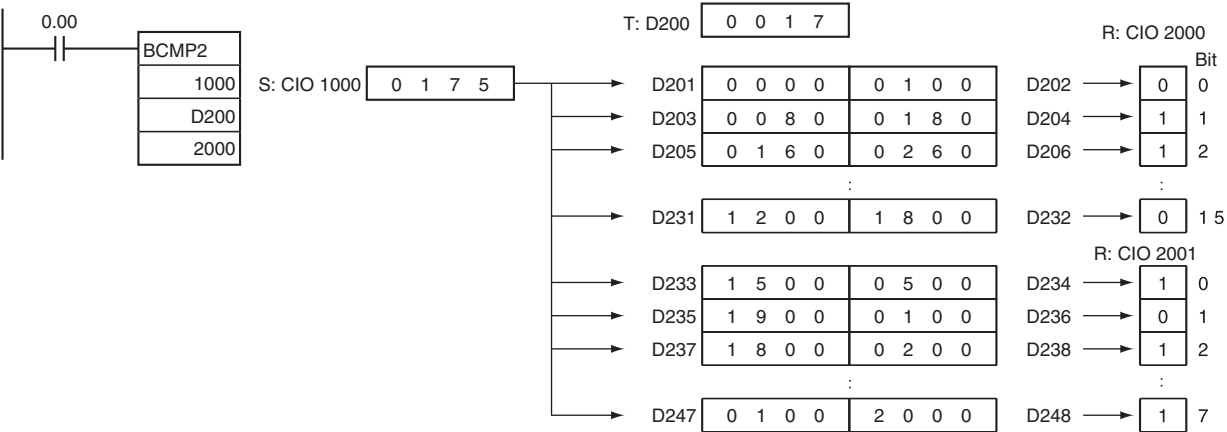 0.00
BCMP2
1000
D200
2000
S: CIO 1000 0 1 7 5
T: D200 0 0 1 7
R: CIO 2000
Bit
D201 0 0 0 0 0 1 0 0 D202 0 0
D203 0 0 8 0 0 1 8 0 D204 1 1
D205 0 1 6 0 0 2 6 0 D206 1 2
: :
D231 1 2 0 0 1 8 0 0 D232 0 1 5
R: CIO 2001
D233 1 5 0 0 0 5 0 0 D234 1 0
D235 1 9 0 0 0 1 0 0 D236 0 1
D237 1 8 0 0 0 2 0 0 D238 1 2
: :
D247 0 1 0 0 2 0 0 0 D248 1 7